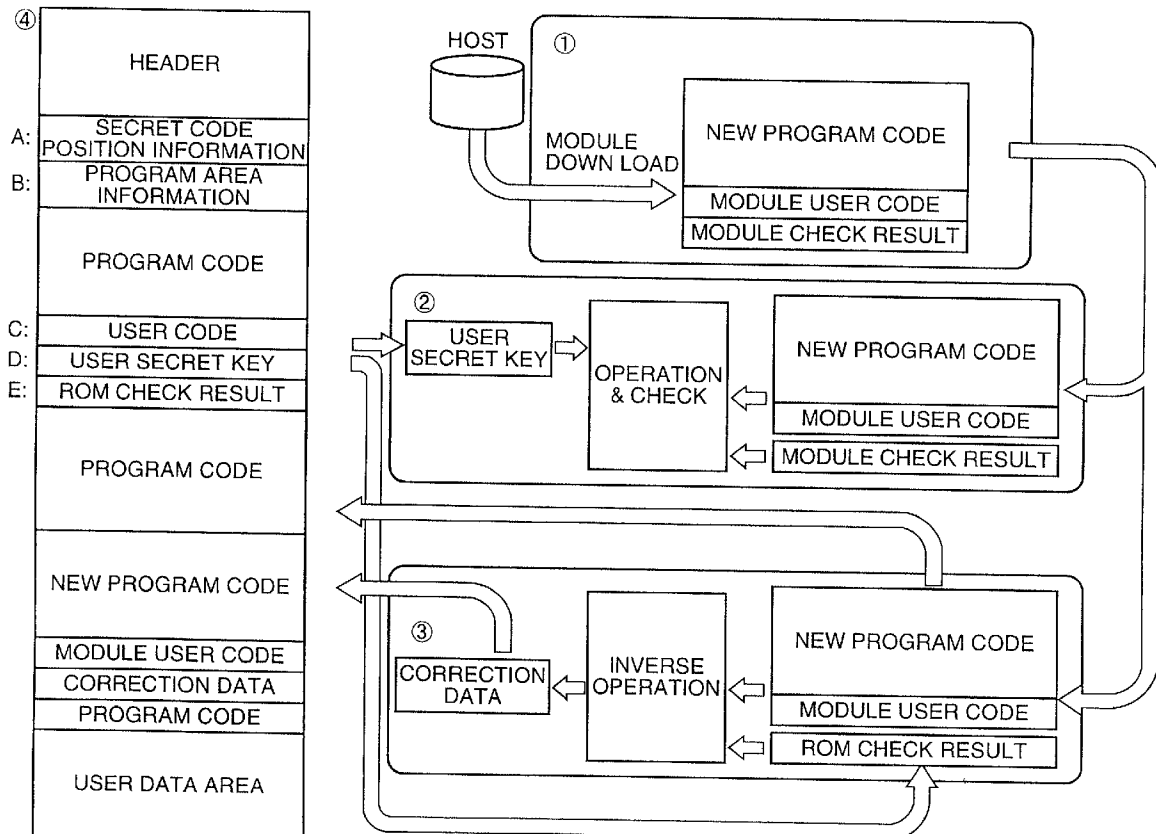 ④
HEADER
A:
SECRET CODE
POSITION INFORMATION
B:
PROGRAM AREA
INFORMATION
PROGRAM CODE
C:
USER CODE
D:
USER SECRET KEY
E:
ROM CHECK RESULT
PROGRAM CODE
NEW PROGRAM CODE
MODULE USER CODE
CORRECTION DATA
PROGRAM CODE
USER DATA AREA
HOST
①
MODULE
DOWN LOAD
NEW PROGRAM CODE
MODULE USER CODE
MODULE CHECK RESULT
②
USER
SECRET KEY
OPERATION
& CHECK
NEW PROGRAM CODE
MODULE USER CODE
MODULE CHECK RESULT
③
CORRECTION
DATA
INVERSE
OPERATION
NEW PROGRAM CODE
MODULE USER CODE
ROM CHECK RESULT